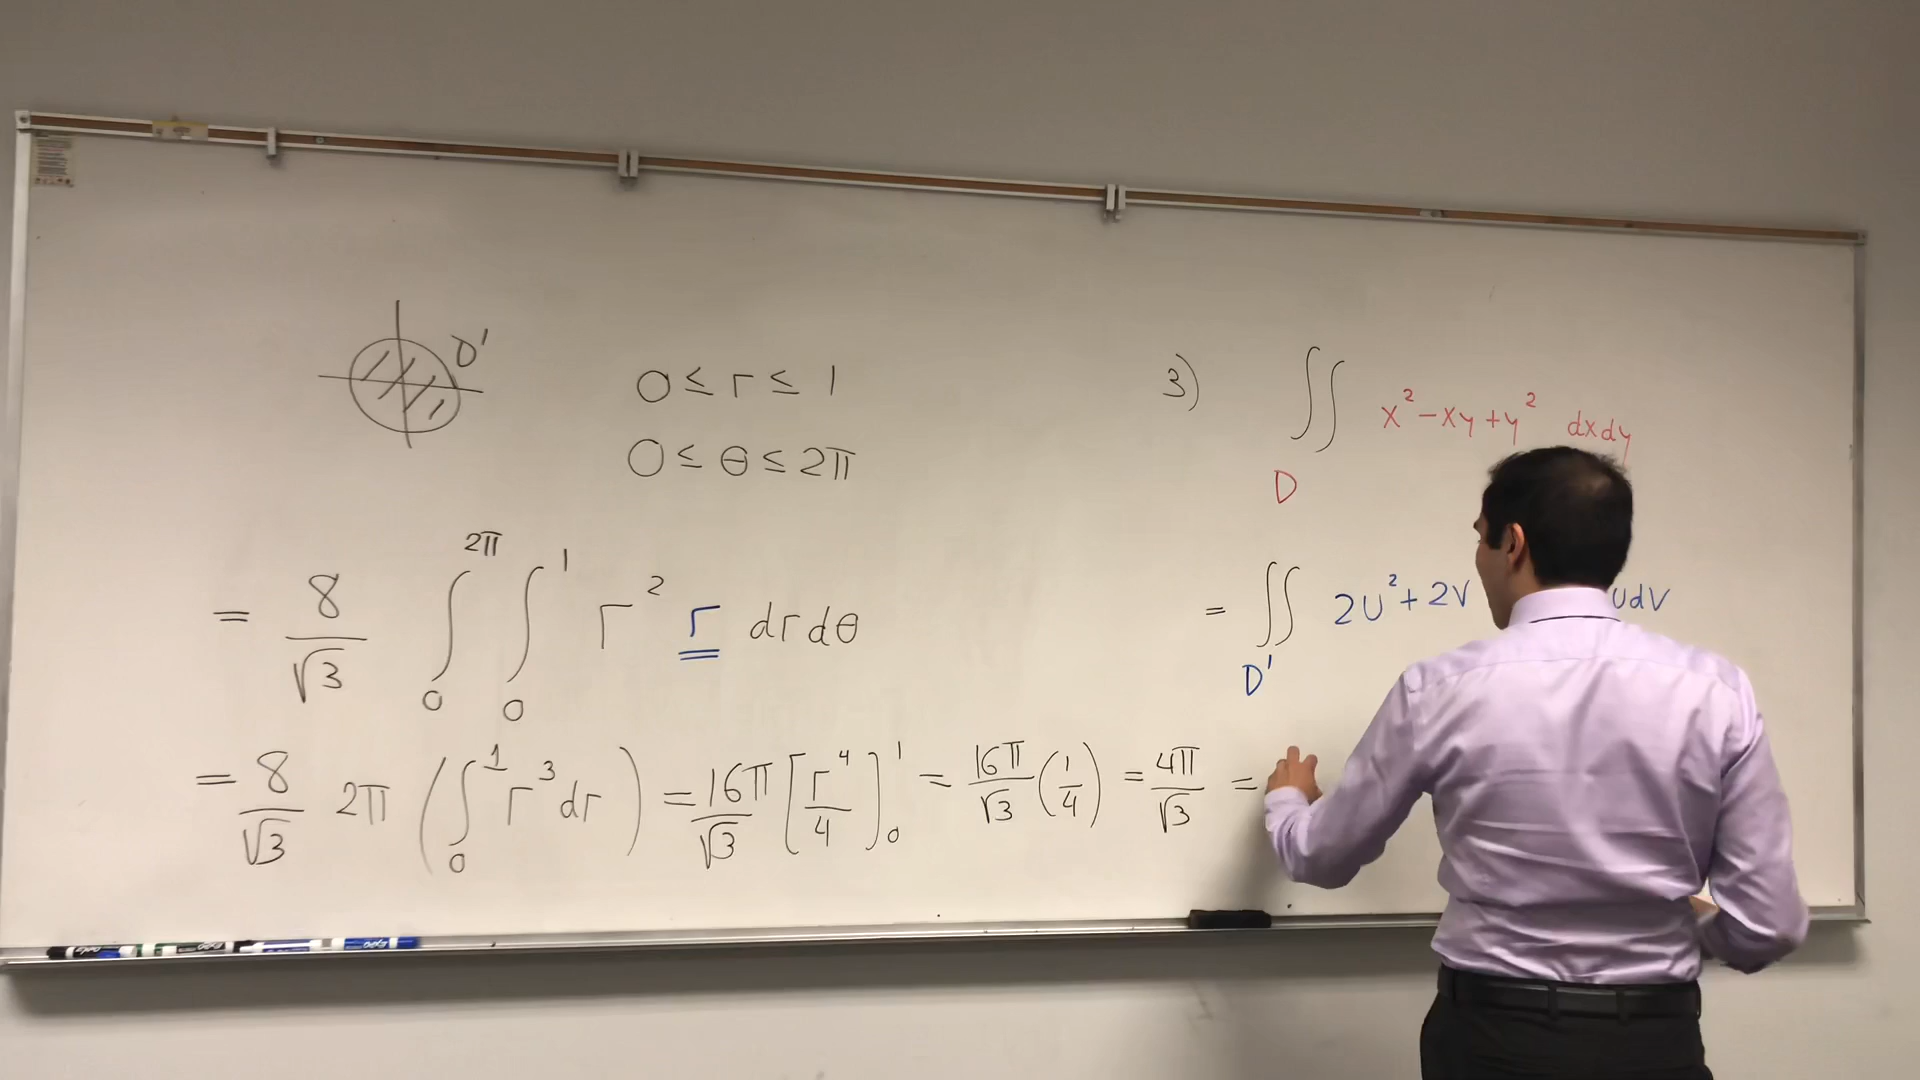 D'
0 ≤ r ≤ 1
0 ≤ θ ≤ 2π
= 8/√3 ∫₀^2π ∫₀^1 r² r dr dθ
= 8/√3 2π (∫₀^1 r³ dr) = 16π/√3 [r⁴/4]₀^1 = 16π/√3 (1/4) = 4π/√3 =
3) ∬ x² - xy + y² dxdy
D
= ∬ 2u² + 2v udv
D'
EXPO